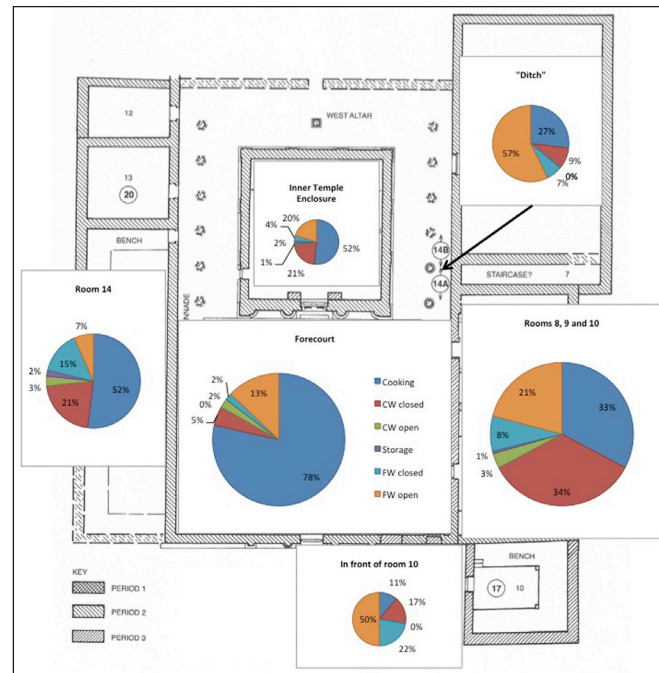 "Ditch"
27%
9%
0%
7%
57%
12
WEST ALTAR
13
20
BENCH
Inner Temple
Enclosure
20%
4%
2%
1%
21%
52%
14B
14A
STAIRCASE? 7
Room 14
7%
15%
2%
3%
21%
52%
NNADE
Forecourt
2%
2%
0%
5%
13%
78%
Cooking
CW closed
CW open
Storage
FW closed
FW open
Rooms 8, 9 and 10
21%
33%
8%
1%
3%
34%
In front of room 10
11%
17%
0%
22%
50%
BENCH
17
10
KEY
PERIOD 1
PERIOD 2
PERIOD 3